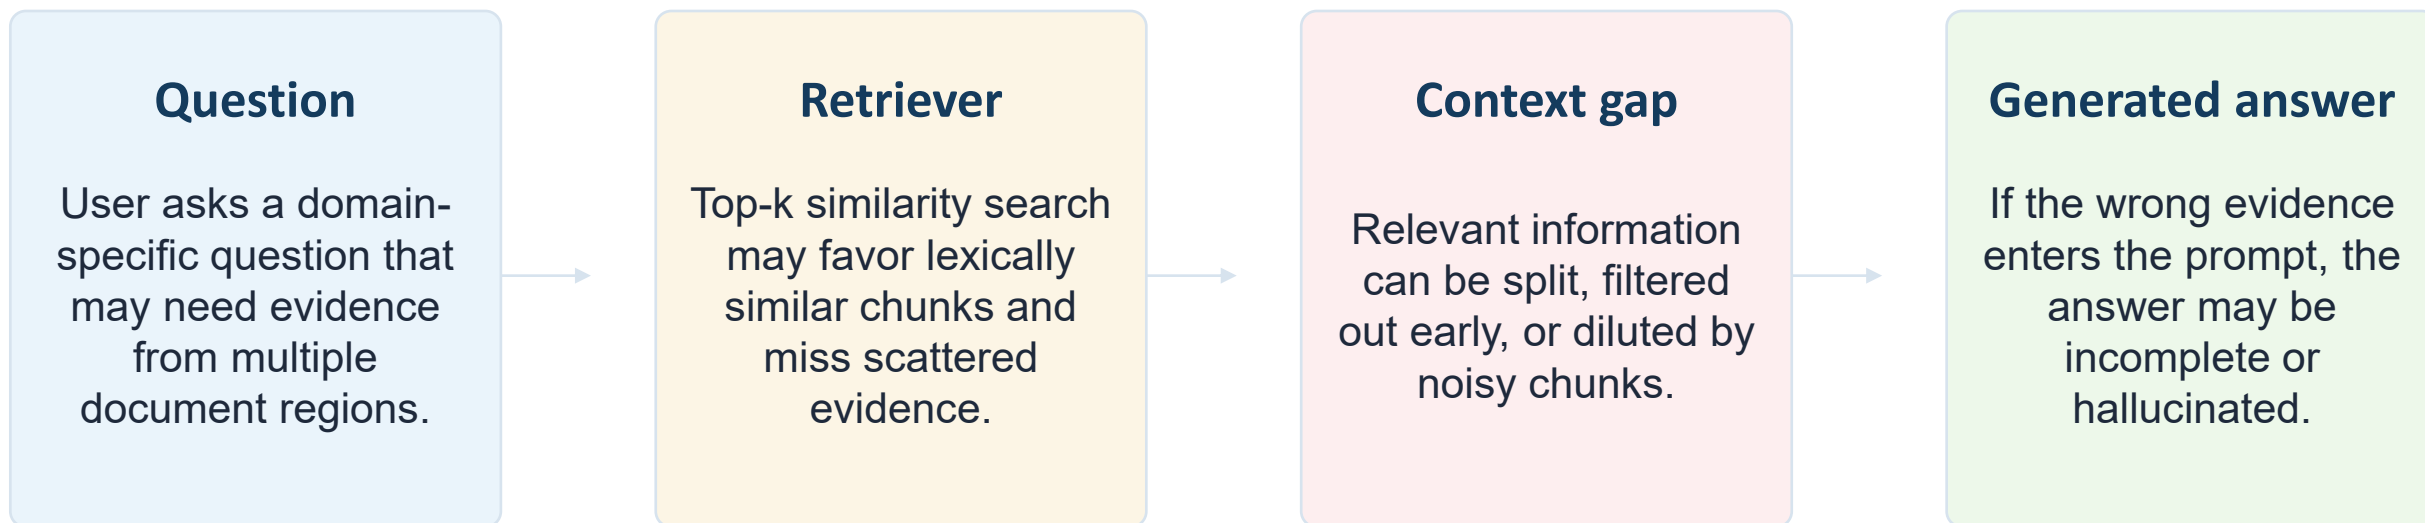 Question
User asks a domain-
specific question that
may need evidence
from multiple
document regions.
Retriever
Top-k similarity search
may favor lexically
similar chunks and
miss scattered
evidence.
Context gap
Relevant information
can be split, filtered
out early, or diluted by
noisy chunks.
Generated answer
If the wrong evidence
enters the prompt, the
answer may be
incomplete or
hallucinated.